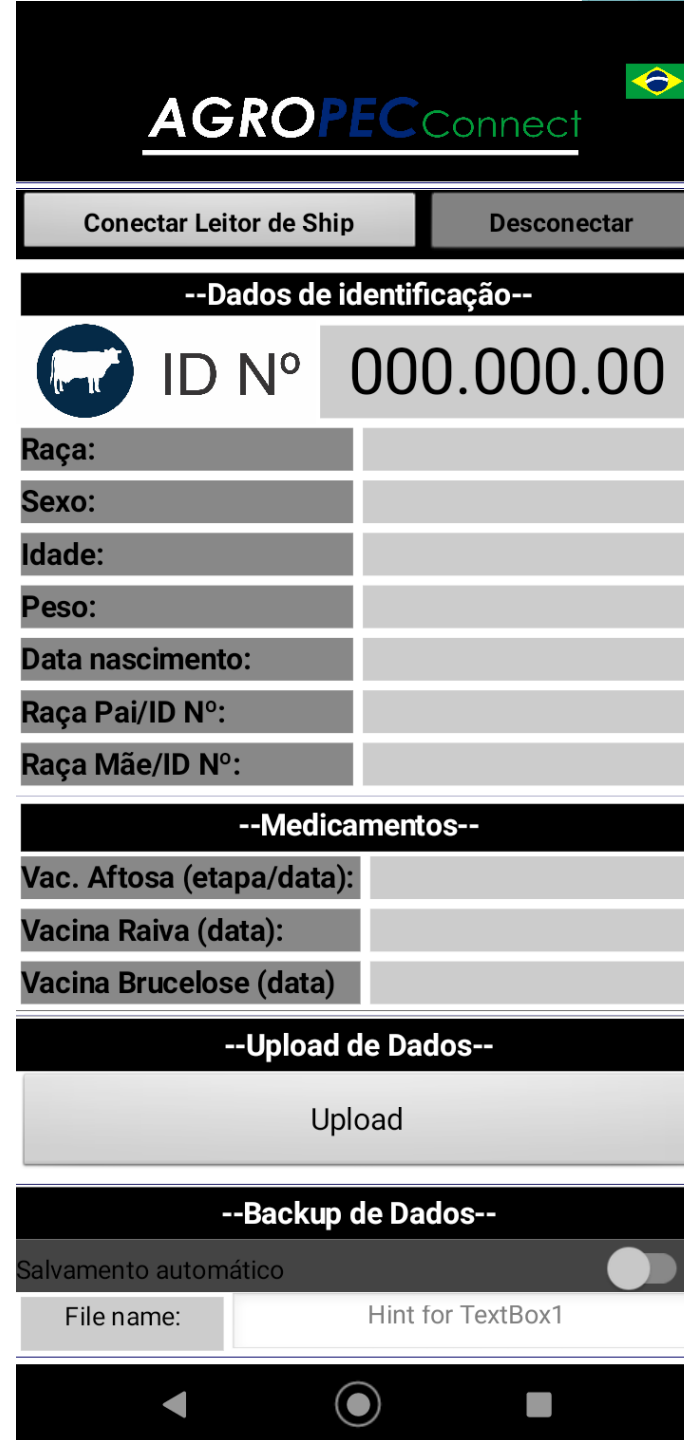 AGROPECConnect
Conectar Leitor de Ship Desconectar
--Dados de identificação--
ID Nº 000.000.00
Raça:
Sexo:
Idade:
Peso:
Data nascimento:
Raça Pai/ID Nº:
Raça Mãe/ID Nº:
--Medicamentos--
Vac. Aftosa (etapa/data):
Vacina Raiva (data):
Vacina Brucelose (data)
--Upload de Dados--
Upload
--Backup de Dados--
Salvamento automático
File name: Hint for TextBox1